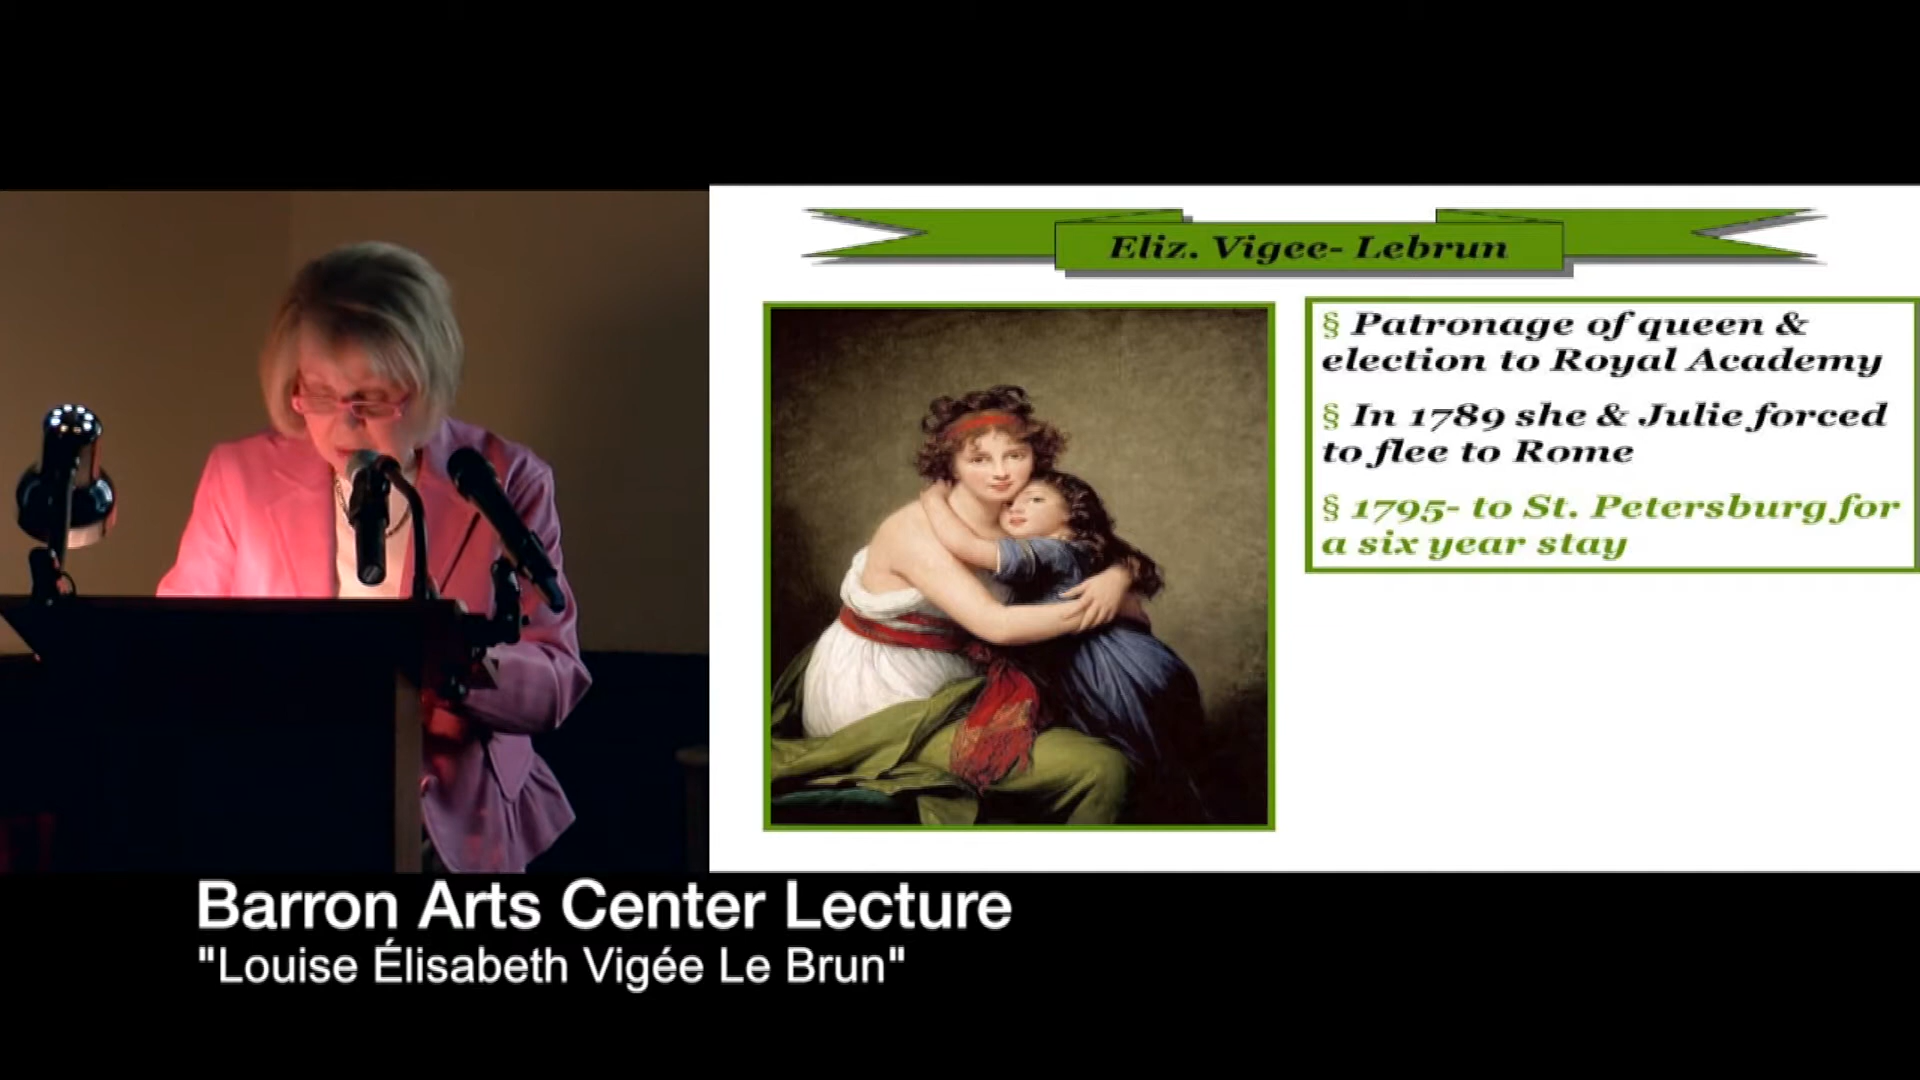 Eliz. Vigee- Lebrun
§ Patronage of queen &
election to Royal Academy
§ In 1789 she & Julie forced
to flee to Rome
§ 1795- to St. Petersburg for
a six year stay
Barron Arts Center Lecture
"Louise Élisabeth Vigée Le Brun"